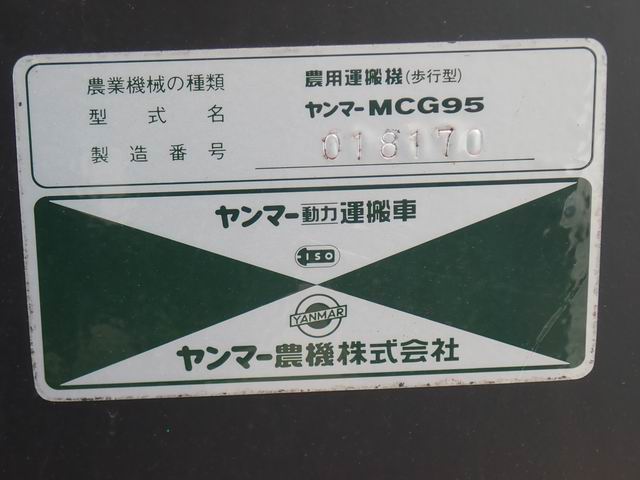 農業機械の種類 農用運搬機(歩行型)
型式名 ヤンマーMCG95
製造番号 018170
ヤンマー動力運搬車
ISO
YANMAR
ヤンマー農機株式会社